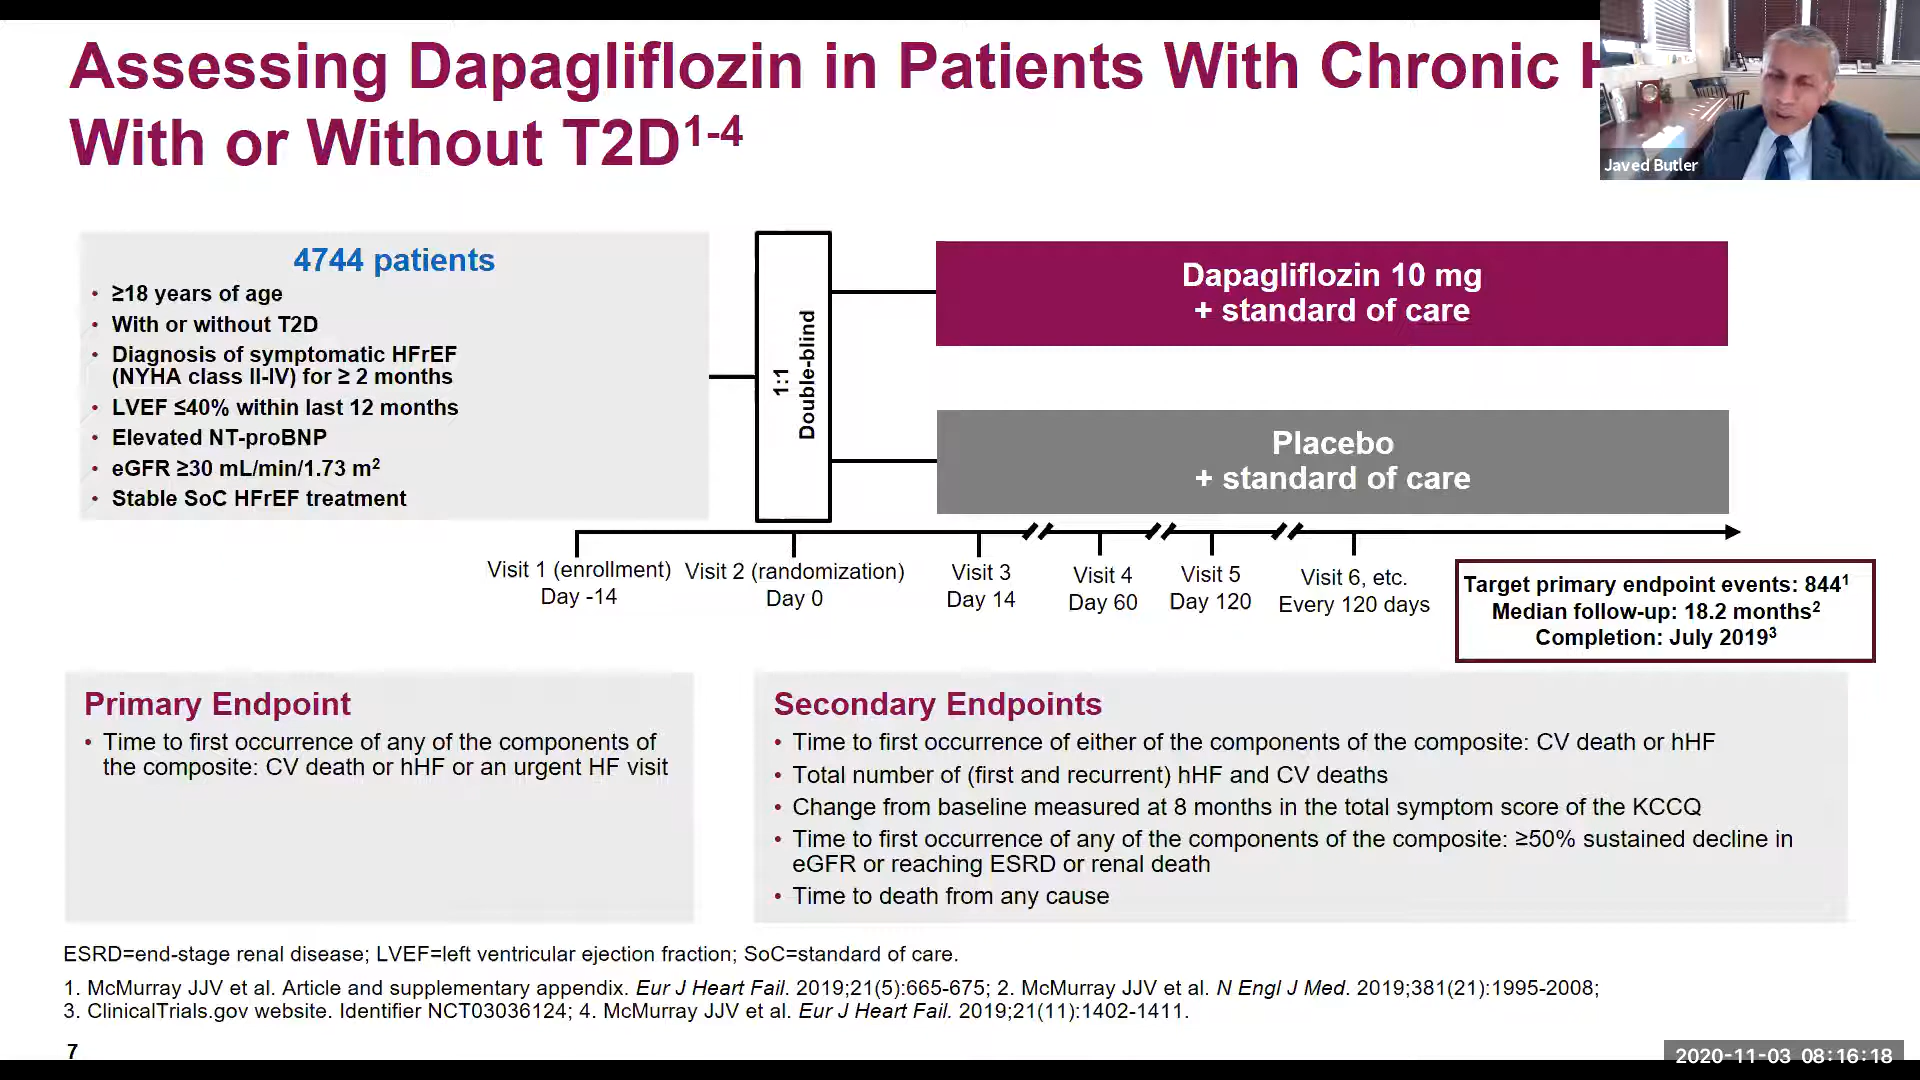 Assessing Dapagliflozin in Patients With Chronic
With or Without T2D1-4
Javed Butler
4744 patients
• ≥18 years of age
• With or without T2D
• Diagnosis of symptomatic HFrEF
(NYHA class II-IV) for ≥ 2 months
• LVEF ≤40% within last 12 months
• Elevated NT-proBNP
• eGFR ≥30 mL/min/1.73 m²
• Stable SoC HFrEF treatment
1:1
Double-blind
Dapagliflozin 10 mg
+ standard of care
Placebo
+ standard of care
Visit 1 (enrollment)
Day -14
Visit 2 (randomization)
Day 0
Visit 3
Day 14
Visit 4
Day 60
Visit 5
Day 120
Visit 6, etc.
Every 120 days
Target primary endpoint events: 844¹
Median follow-up: 18.2 months²
Completion: July 2019³
Primary Endpoint
• Time to first occurrence of any of the components of
the composite: CV death or hHF or an urgent HF visit
Secondary Endpoints
• Time to first occurrence of either of the components of the composite: CV death or hHF
• Total number of (first and recurrent) hHF and CV deaths
• Change from baseline measured at 8 months in the total symptom score of the KCCQ
• Time to first occurrence of any of the components of the composite: ≥50% sustained decline in
eGFR or reaching ESRD or renal death
• Time to death from any cause
ESRD=end-stage renal disease; LVEF=left ventricular ejection fraction; SoC=standard of care.
1. McMurray JJV et al. Article and supplementary appendix. Eur J Heart Fail. 2019;21(5):665-675; 2. McMurray JJV et al. N Engl J Med. 2019;381(21):1995-2008;
3. ClinicalTrials.gov website. Identifier NCT03036124; 4. McMurray JJV et al. Eur J Heart Fail. 2019;21(11):1402-1411.
7
2020-11-03 08:16:18